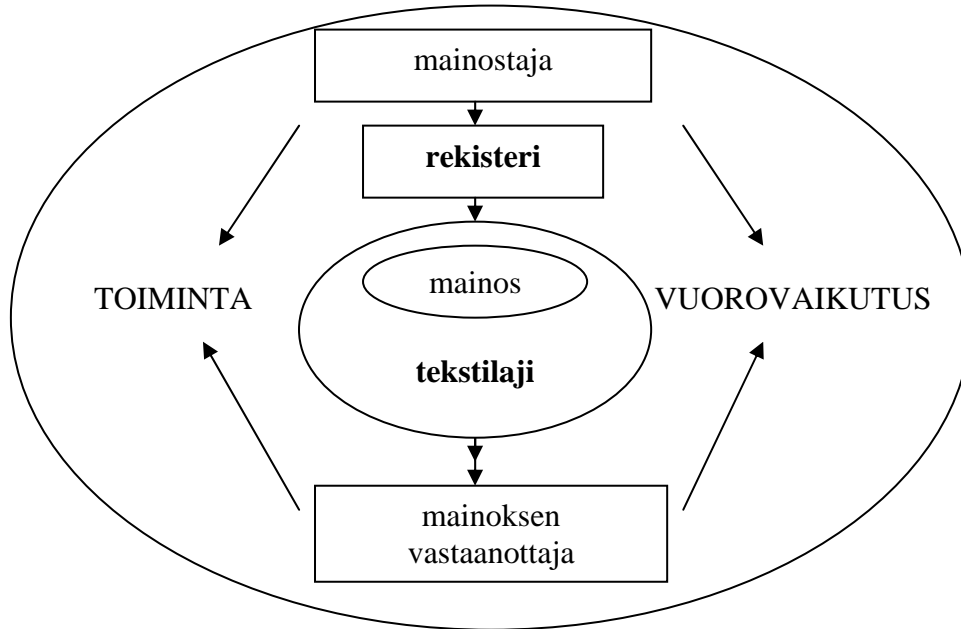 mainostaja
rekisteri
mainos
TOIMINTA
VUOROVAIKUTUS
tekstilaji
mainoksen
vastaanottaja